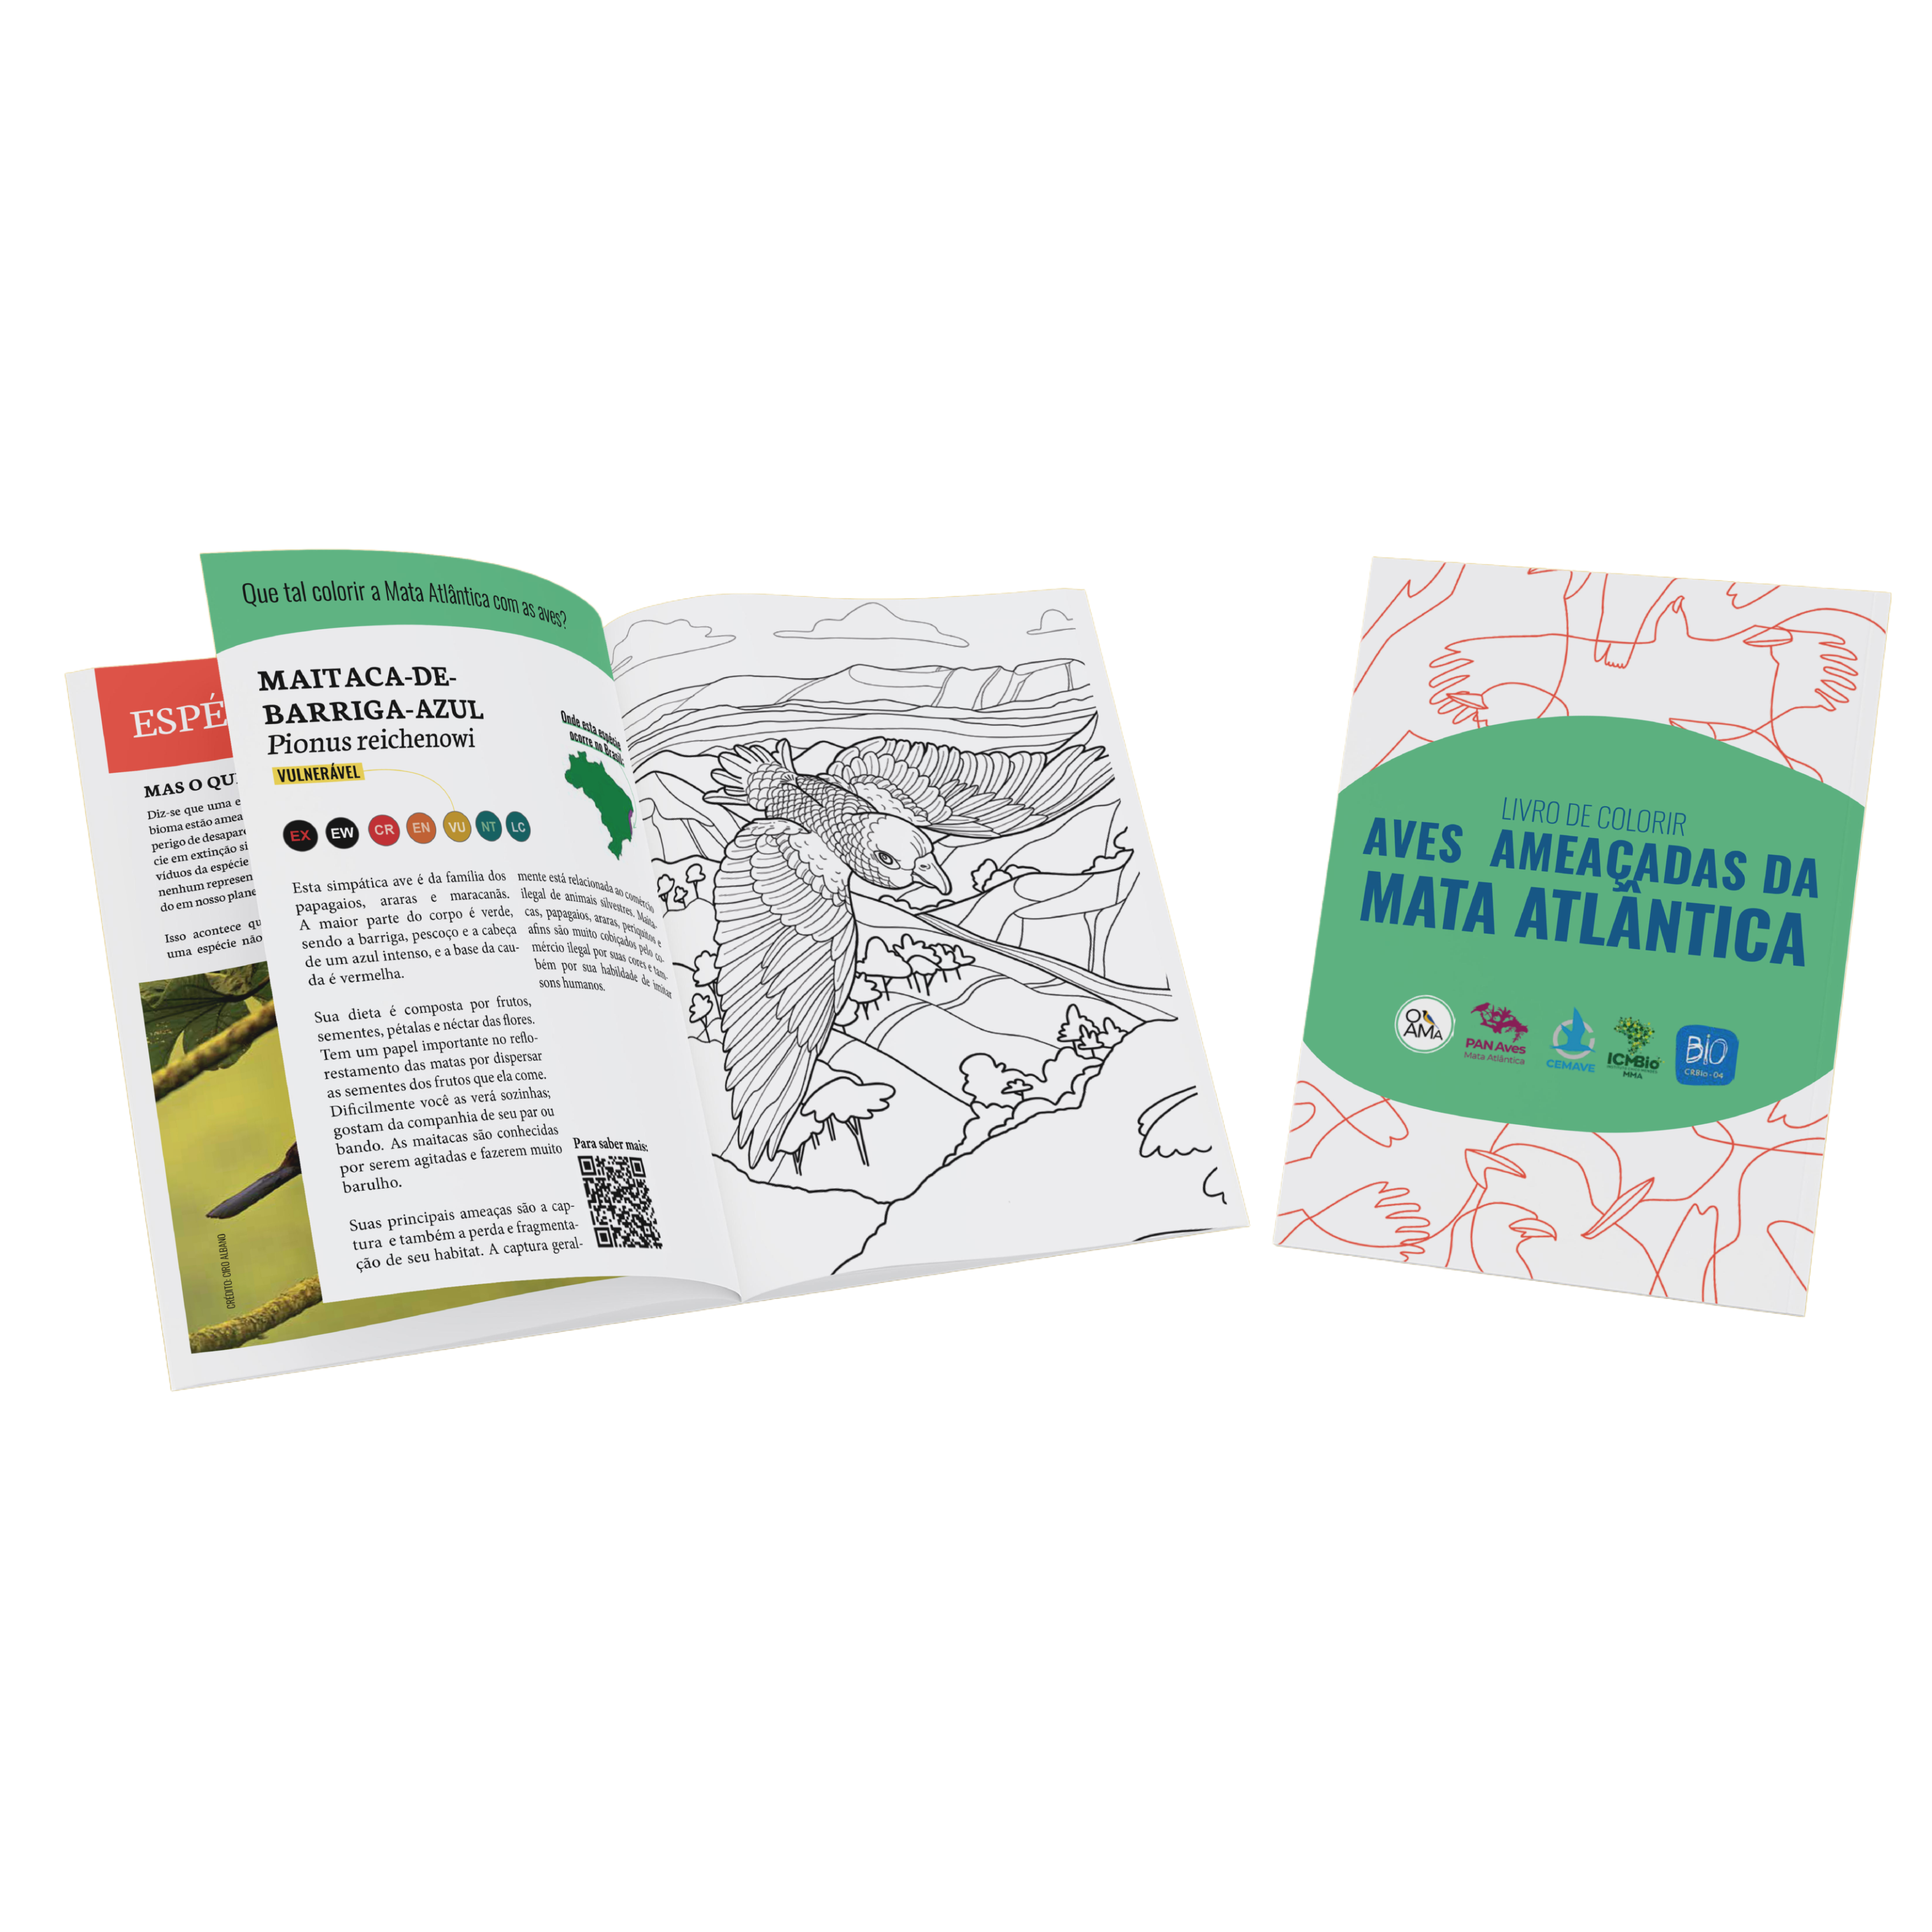 ESPÉ
MAS O QU
Diz-se que uma e
bioma estão amea
perigo de desapare
cie em extinção si
víduos da espécie
nenhum represen
do em nosso plane
Isso acontece qu
uma espécie não
CRÉDITO: CIRO ALBANO
Que tal colorir a Mata Atlântica com as aves?
MAITACA-DE-
BARRIGA-AZUL
Pionus reichenowi
VULNERÁVEL
EX EW CR EN VU NT LC
Onde esta espécie
ocorre no Brasil:
Esta simpática ave é da família dos
papagaios, araras e maracanãs.
A maior parte do corpo é verde,
sendo a barriga, pescoço e a cabeça
de um azul intenso, e a base da cau-
da é vermelha.
Sua dieta é composta por frutos,
sementes, pétalas e néctar das flores.
Tem um papel importante no reflo-
restamento das matas por dispersar
as sementes dos frutos que ela come.
Dificilmente você as verá sozinhas;
gostam da companhia de seu par ou
bando. As maitacas são conhecidas
por serem agitadas e fazerem muito
barulho.
Suas principais ameaças são a cap-
tura e também a perda e fragmenta-
ção de seu habitat. A captura geral-
mente está relacionada ao comércio
ilegal de animais silvestres. Maita-
cas, papagaios, araras, periquitos e
afins são muito cobiçados pelo co-
mércio ilegal por suas cores e tam-
bém por sua habildade de imitar
sons humanos.
Para saber mais:
LIVRO DE COLORIR
AVES AMEAÇADAS DA
MATA ATLÂNTICA
OAMA
PAN Aves
Mata Atlântica
CEMAVE
ICMBio
MMA
BIO
CRBio-04